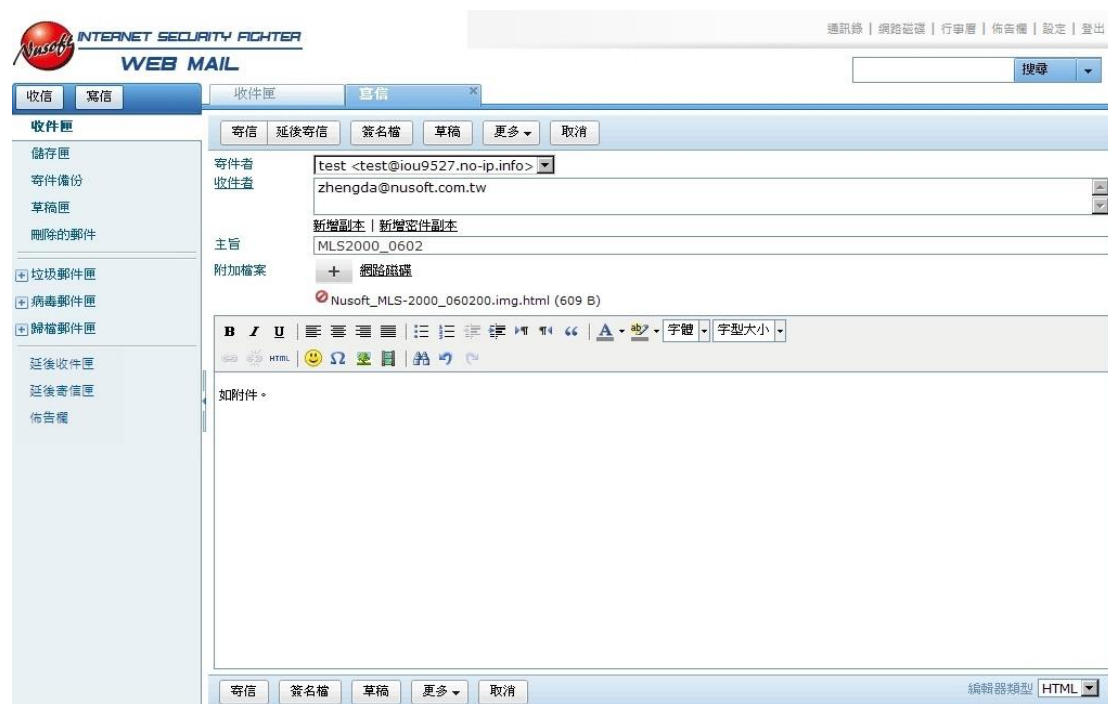 Nusoft INTERNET SECURITY FIGHTER
WEB MAIL
通訊錄 | 網路磁碟 | 行事曆 | 佈告欄 | 設定 | 登出
搜尋
收信 寫信
收件匣 寫信 ×
收件匣
儲存匣
寄件備份
草稿匣
刪除的郵件
垃圾郵件匣
病毒郵件匣
歸檔郵件匣
延後收件匣
延後寄信匣
佈告欄
寄信 延後寄信 簽名檔 草稿 更多 取消
寄件者 test <test@iou9527.no-ip.info>
收件者 zhengda@nusoft.com.tw
新增副本 | 新增密件副本
主旨 MLS2000_0602
附加檔案 + 網路磁碟
Nusoft_MLS-2000_060200.img.html (609 B)
B I U A ab 字體 字型大小
HTML Ω
如附件。
寄信 簽名檔 草稿 更多 取消 編輯器類型 HTML